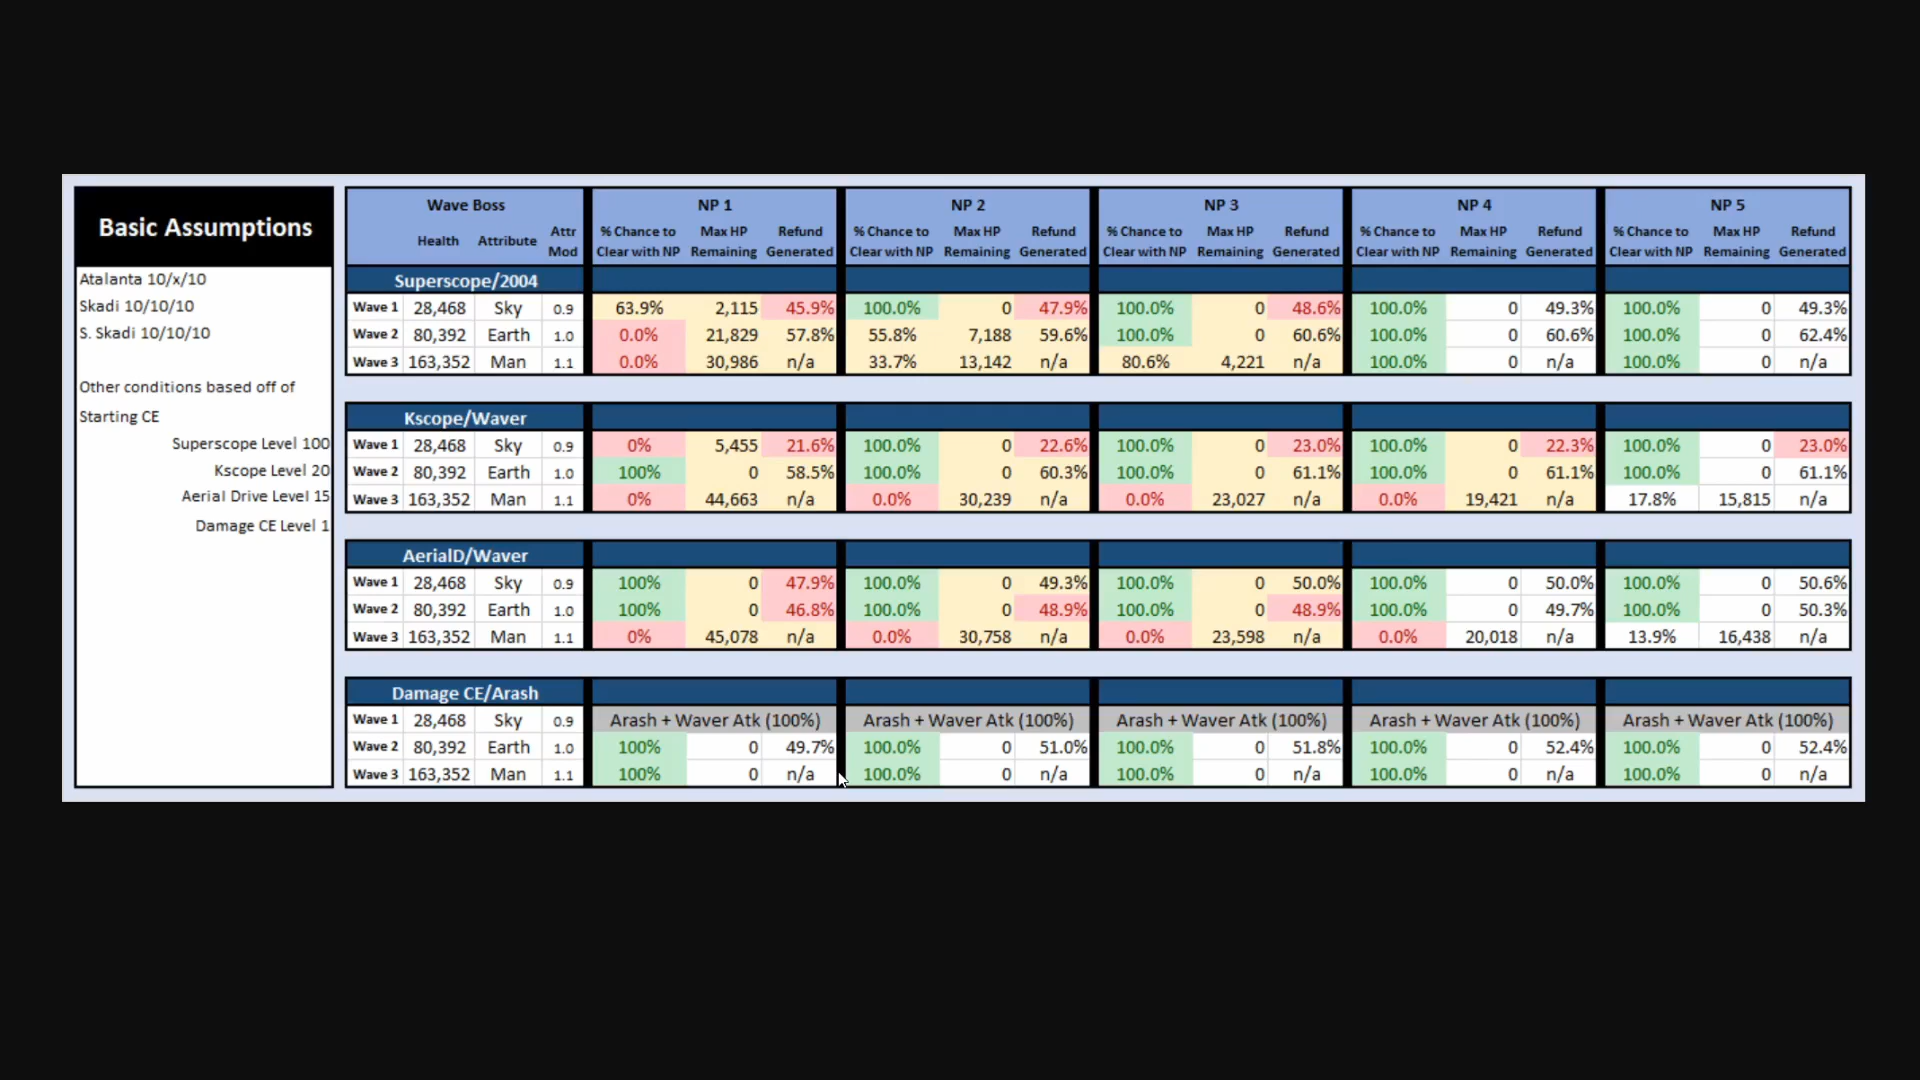 Basic Assumptions
Atalanta 10/x/10
Skadi 10/10/10
S. Skadi 10/10/10
Other conditions based off of
Starting CE
Superscope Level 100
Kscope Level 20
Aerial Drive Level 15
Damage CE Level 1
Wave Boss NP 1 NP 2 NP 3 NP 4 NP 5
Health Attribute Attr Mod % Chance to Clear with NP Max HP Remaining Refund Generated % Chance to Clear with NP Max HP Remaining Refund Generated % Chance to Clear with NP Max HP Remaining Refund Generated % Chance to Clear with NP Max HP Remaining Refund Generated % Chance to Clear with NP Max HP Remaining Refund Generated
Superscope/2004
Wave 1 28,468 Sky 0.9 63.9% 2,115 45.9% 100.0% 0 47.9% 100.0% 0 48.6% 100.0% 0 49.3% 100.0% 0 49.3%
Wave 2 80,392 Earth 1.0 0.0% 21,829 57.8% 55.8% 7,188 59.6% 100.0% 0 60.6% 100.0% 0 60.6% 100.0% 0 62.4%
Wave 3 163,352 Man 1.1 0.0% 30,986 n/a 33.7% 13,142 n/a 80.6% 4,221 n/a 100.0% 0 n/a 100.0% 0 n/a
Kscope/Waver
Wave 1 28,468 Sky 0.9 0% 5,455 21.6% 100.0% 0 22.6% 100.0% 0 23.0% 100.0% 0 22.3% 100.0% 0 23.0%
Wave 2 80,392 Earth 1.0 100% 0 58.5% 100.0% 0 60.3% 100.0% 0 61.1% 100.0% 0 61.1% 100.0% 0 61.1%
Wave 3 163,352 Man 1.1 0% 44,663 n/a 0.0% 30,239 n/a 0.0% 23,027 n/a 0.0% 19,421 n/a 17.8% 15,815 n/a
AerialD/Waver
Wave 1 28,468 Sky 0.9 100% 0 47.9% 100.0% 0 49.3% 100.0% 0 50.0% 100.0% 0 50.0% 100.0% 0 50.6%
Wave 2 80,392 Earth 1.0 100% 0 46.8% 100.0% 0 48.9% 100.0% 0 48.9% 100.0% 0 49.7% 100.0% 0 50.3%
Wave 3 163,352 Man 1.1 0% 45,078 n/a 0.0% 30,758 n/a 0.0% 23,598 n/a 0.0% 20,018 n/a 13.9% 16,438 n/a
Damage CE/Arash
Wave 1 28,468 Sky 0.9 Arash + Waver Atk (100%) Arash + Waver Atk (100%) Arash + Waver Atk (100%) Arash + Waver Atk (100%) Arash + Waver Atk (100%)
Wave 2 80,392 Earth 1.0 100% 0 49.7% 100.0% 0 51.0% 100.0% 0 51.8% 100.0% 0 52.4% 100.0% 0 52.4%
Wave 3 163,352 Man 1.1 100% 0 n/a 100.0% 0 n/a 100.0% 0 n/a 100.0% 0 n/a 100.0% 0 n/a